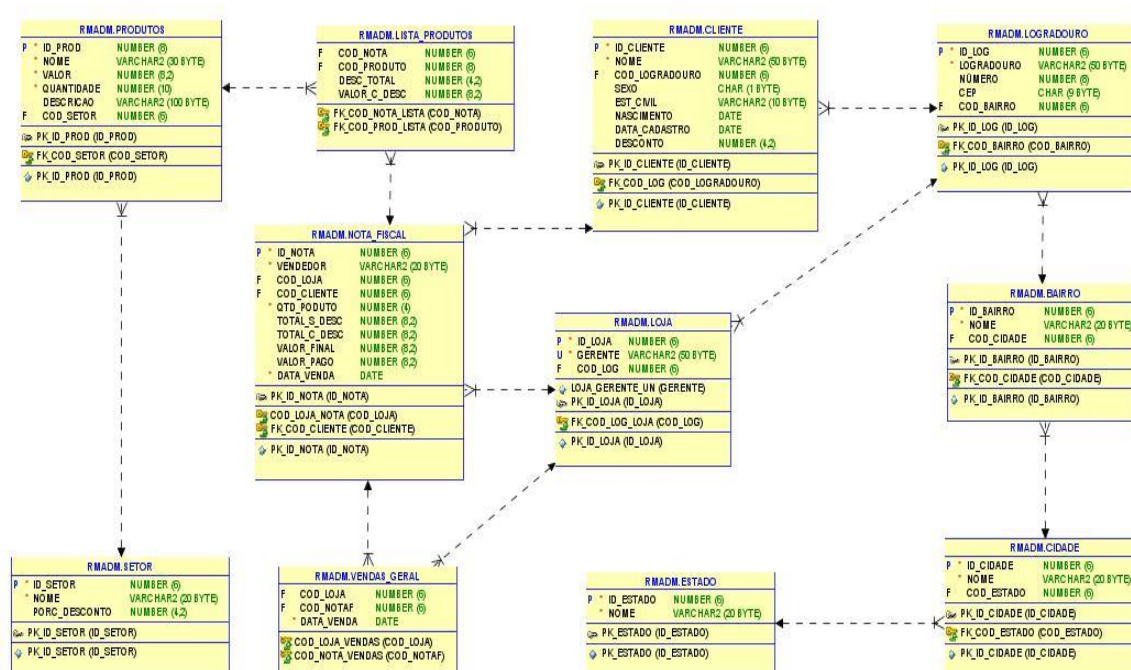 RMADM.PRODUTOS
P * ID_PROD NUMBER (8)
* NOME VARCHAR2 (30 BYTE)
* VALOR NUMBER (8,2)
* QUANTIDADE NUMBER (10)
DESCRICAO VARCHAR2 (100 BYTE)
F COD_SETOR NUMBER (6)
PK_ID_PROD (ID_PROD)
FK_COD_SETOR (COD_SETOR)
PK_ID_PROD (ID_PROD)
RMADM.LISTA_PRODUTOS
F COD_NOTA NUMBER (6)
F COD_PRODUTO NUMBER (8)
DESC_TOTAL NUMBER (4,2)
VALOR_C_DESC NUMBER (8,2)
FK_COD_NOTA_LISTA (COD_NOTA)
FK_COD_PROD_LISTA (COD_PRODUTO)
RMADM.CLIENTE
P * ID_CLIENTE NUMBER (6)
* NOME VARCHAR2 (50 BYTE)
F COD_LOGRADOURO NUMBER (6)
SEXO CHAR (1 BYTE)
EST_CIVIL VARCHAR2 (10 BYTE)
NASCIMENTO DATE
DATA_CADASTRO DATE
DESCONTO NUMBER (4,2)
PK_ID_CLIENTE (ID_CLIENTE)
FK_COD_LOG (COD_LOGRADOURO)
PK_ID_CLIENTE (ID_CLIENTE)
RMADM.LOGRADOURO
P * ID_LOG NUMBER (6)
* LOGRADOURO VARCHAR2 (50 BYTE)
NÚMERO NUMBER (6)
CEP CHAR (9 BYTE)
F COD_BAIRRO NUMBER (6)
PK_ID_LOG (ID_LOG)
FK_COD_BAIRRO (COD_BAIRRO)
PK_ID_LOG (ID_LOG)
RMADM.NOTA_FISCAL
P * ID_NOTA NUMBER (6)
* VENDEDOR VARCHAR2 (20 BYTE)
F COD_LOJA NUMBER (6)
F COD_CLIENTE NUMBER (6)
* QTD_PODUTO NUMBER (4)
TOTAL_S_DESC NUMBER (8,2)
TOTAL_C_DESC NUMBER (8,2)
VALOR_FINAL NUMBER (8,2)
VALOR_PAGO NUMBER (8,2)
* DATA_VENDA DATE
PK_ID_NOTA (ID_NOTA)
COD_LOJA_NOTA (COD_LOJA)
FK_COD_CLIENTE (COD_CLIENTE)
PK_ID_NOTA (ID_NOTA)
RMADM.LOJA
P * ID_LOJA NUMBER (6)
U * GERENTE VARCHAR2 (50 BYTE)
F COD_LOG NUMBER (6)
LOJA_GERENTE_UN (GERENTE)
PK_ID_LOJA (ID_LOJA)
FK_COD_LOG_LOJA (COD_LOG)
PK_ID_LOJA (ID_LOJA)
RMADM.BAIRRO
P * ID_BAIRRO NUMBER (6)
* NOME VARCHAR2 (20 BYTE)
F COD_CIDADE NUMBER (6)
PK_ID_BAIRRO (ID_BAIRRO)
FK_COD_CIDADE (COD_CIDADE)
PK_ID_BAIRRO (ID_BAIRRO)
RMADM.SETOR
P * ID_SETOR NUMBER (6)
* NOME VARCHAR2 (20 BYTE)
PORC_DESCONTO NUMBER (4,2)
PK_ID_SETOR (ID_SETOR)
PK_ID_SETOR (ID_SETOR)
RMADM.VENDAS_GERAL
F COD_LOJA NUMBER (6)
F COD_NOTAF NUMBER (6)
* DATA_VENDA DATE
COD_LOJA_VENDAS (COD_LOJA)
COD_NOTA_VENDAS (COD_NOTAF)
RMADM.ESTADO
P * ID_ESTADO NUMBER (6)
* NOME VARCHAR2 (20 BYTE)
PK_ESTADO (ID_ESTADO)
PK_ESTADO (ID_ESTADO)
RMADM.CIDADE
P * ID_CIDADE NUMBER (6)
* NOME VARCHAR2 (20 BYTE)
F COD_ESTADO NUMBER (6)
PK_ID_CIDADE (ID_CIDADE)
FK_COD_ESTADO (COD_ESTADO)
PK_ID_CIDADE (ID_CIDADE)